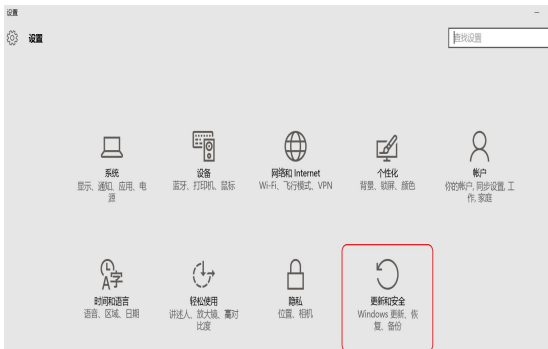 设置
设置
查找设置
系统
显示、通知、应用、电
源
设备
蓝牙、打印机、鼠标
网络和 Internet
Wi-Fi、飞行模式、VPN
个性化
背景、锁屏、颜色
帐户
你的帐户, 同步设置, 工
作, 家庭
时间和语言
语音、区域、日期
轻松使用
讲述人、放大镜、高对
比度
隐私
位置、相机
更新和安全
Windows 更新、恢
复、备份